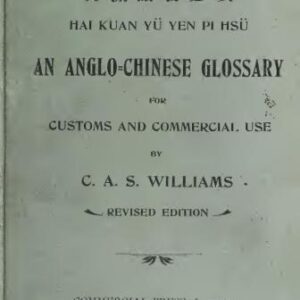 HAI KUAN YÜ YEN PI HSÜ
AN ANGLO=CHINESE GLOSSARY
FOR
CUSTOMS AND COMMERCIAL USE
BY
C. A. S. WILLIAMS
REVISED EDITION